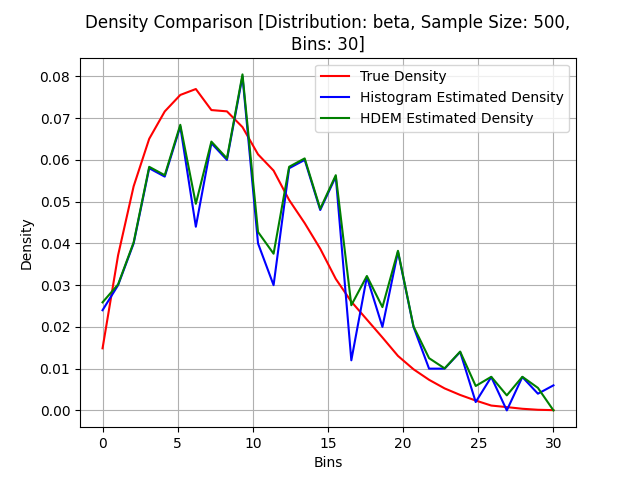 Density Comparison [Distribution: beta, Sample Size: 500,
Bins: 30]
True Density
Histogram Estimated Density
HDEM Estimated Density
Density
0.08
0.07
0.06
0.05
0.04
0.03
0.02
0.01
0.00
0 5 10 15 20 25 30
Bins